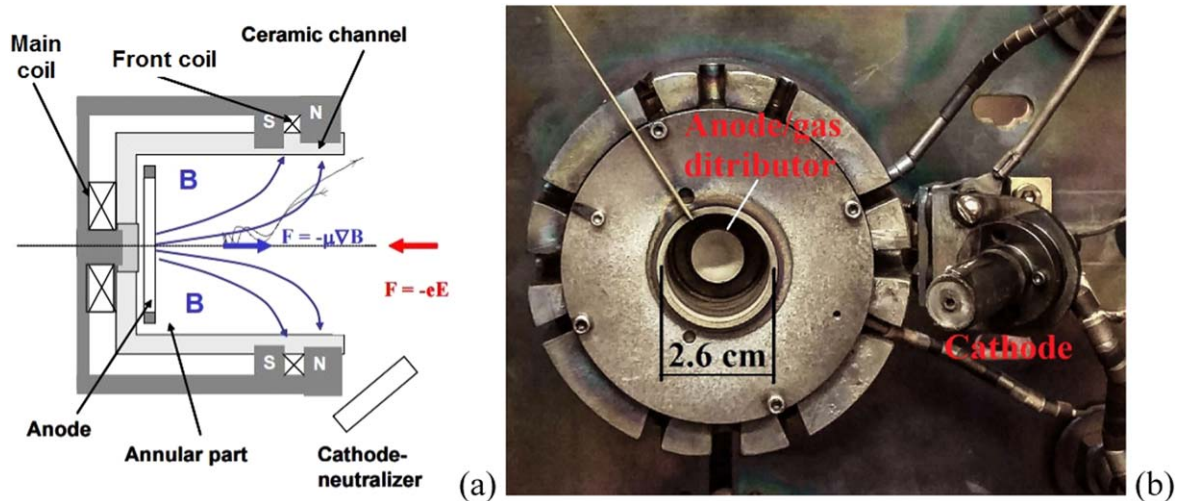 Main
coil
Front coil
Ceramic channel
S
N
B
F = -μ∇B
F = -eE
B
S
N
Anode
Annular part
Cathode-
neutralizer
(a)
Anode/gas
ditributor
2.6 cm
Cathode
(b)